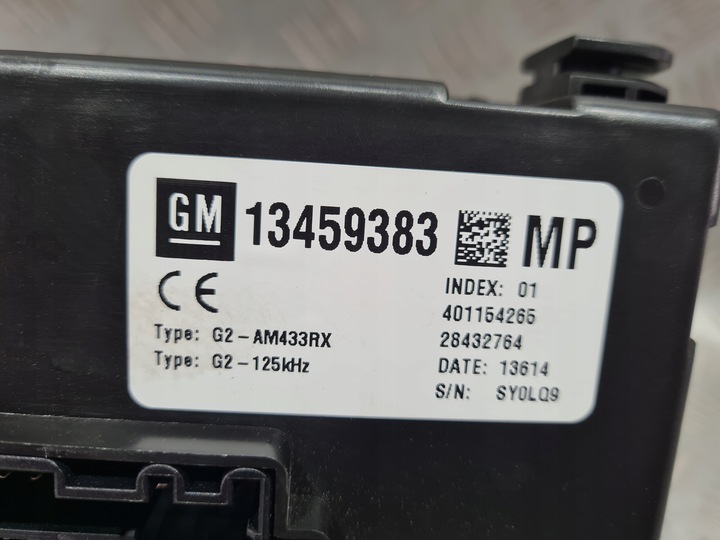 GM 13459383 MP
CE
INDEX: 01
401154265
Type: G2-AM433RX
28432764
Type: G2-125kHz
DATE: 13614
S/N: SY0LQ9